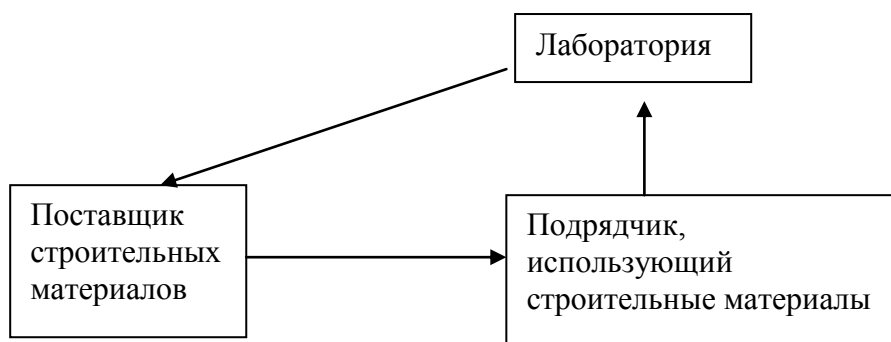 Лаборатория
Поставщик
строительных
материалов
Подрядчик,
использующий
строительные материалы